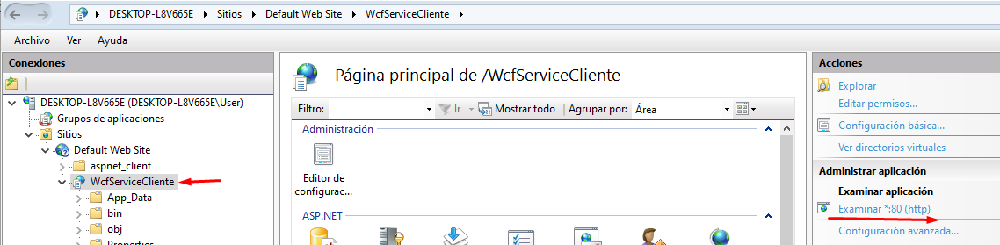 DESKTOP-L8V665E Sitios Default Web Site WcfServiceCliente
Archivo Ver Ayuda
Conexiones
DESKTOP-L8V665E (DESKTOP-L8V665E\User)
Grupos de aplicaciones
Sitios
Default Web Site
aspnet_client
WcfServiceCliente
App_Data
bin
obj
Properties
Página principal de /WcfServiceCliente
Filtro: Ir Mostrar todo Agrupar por: Área
Administración
Editor de
configurac...
ASP.NET
Acciones
Explorar
Editar permisos...
Configuración básica...
Ver directorios virtuales
Administrar aplicación
Examinar aplicación
Examinar *:80 (http)
Configuración avanzada...